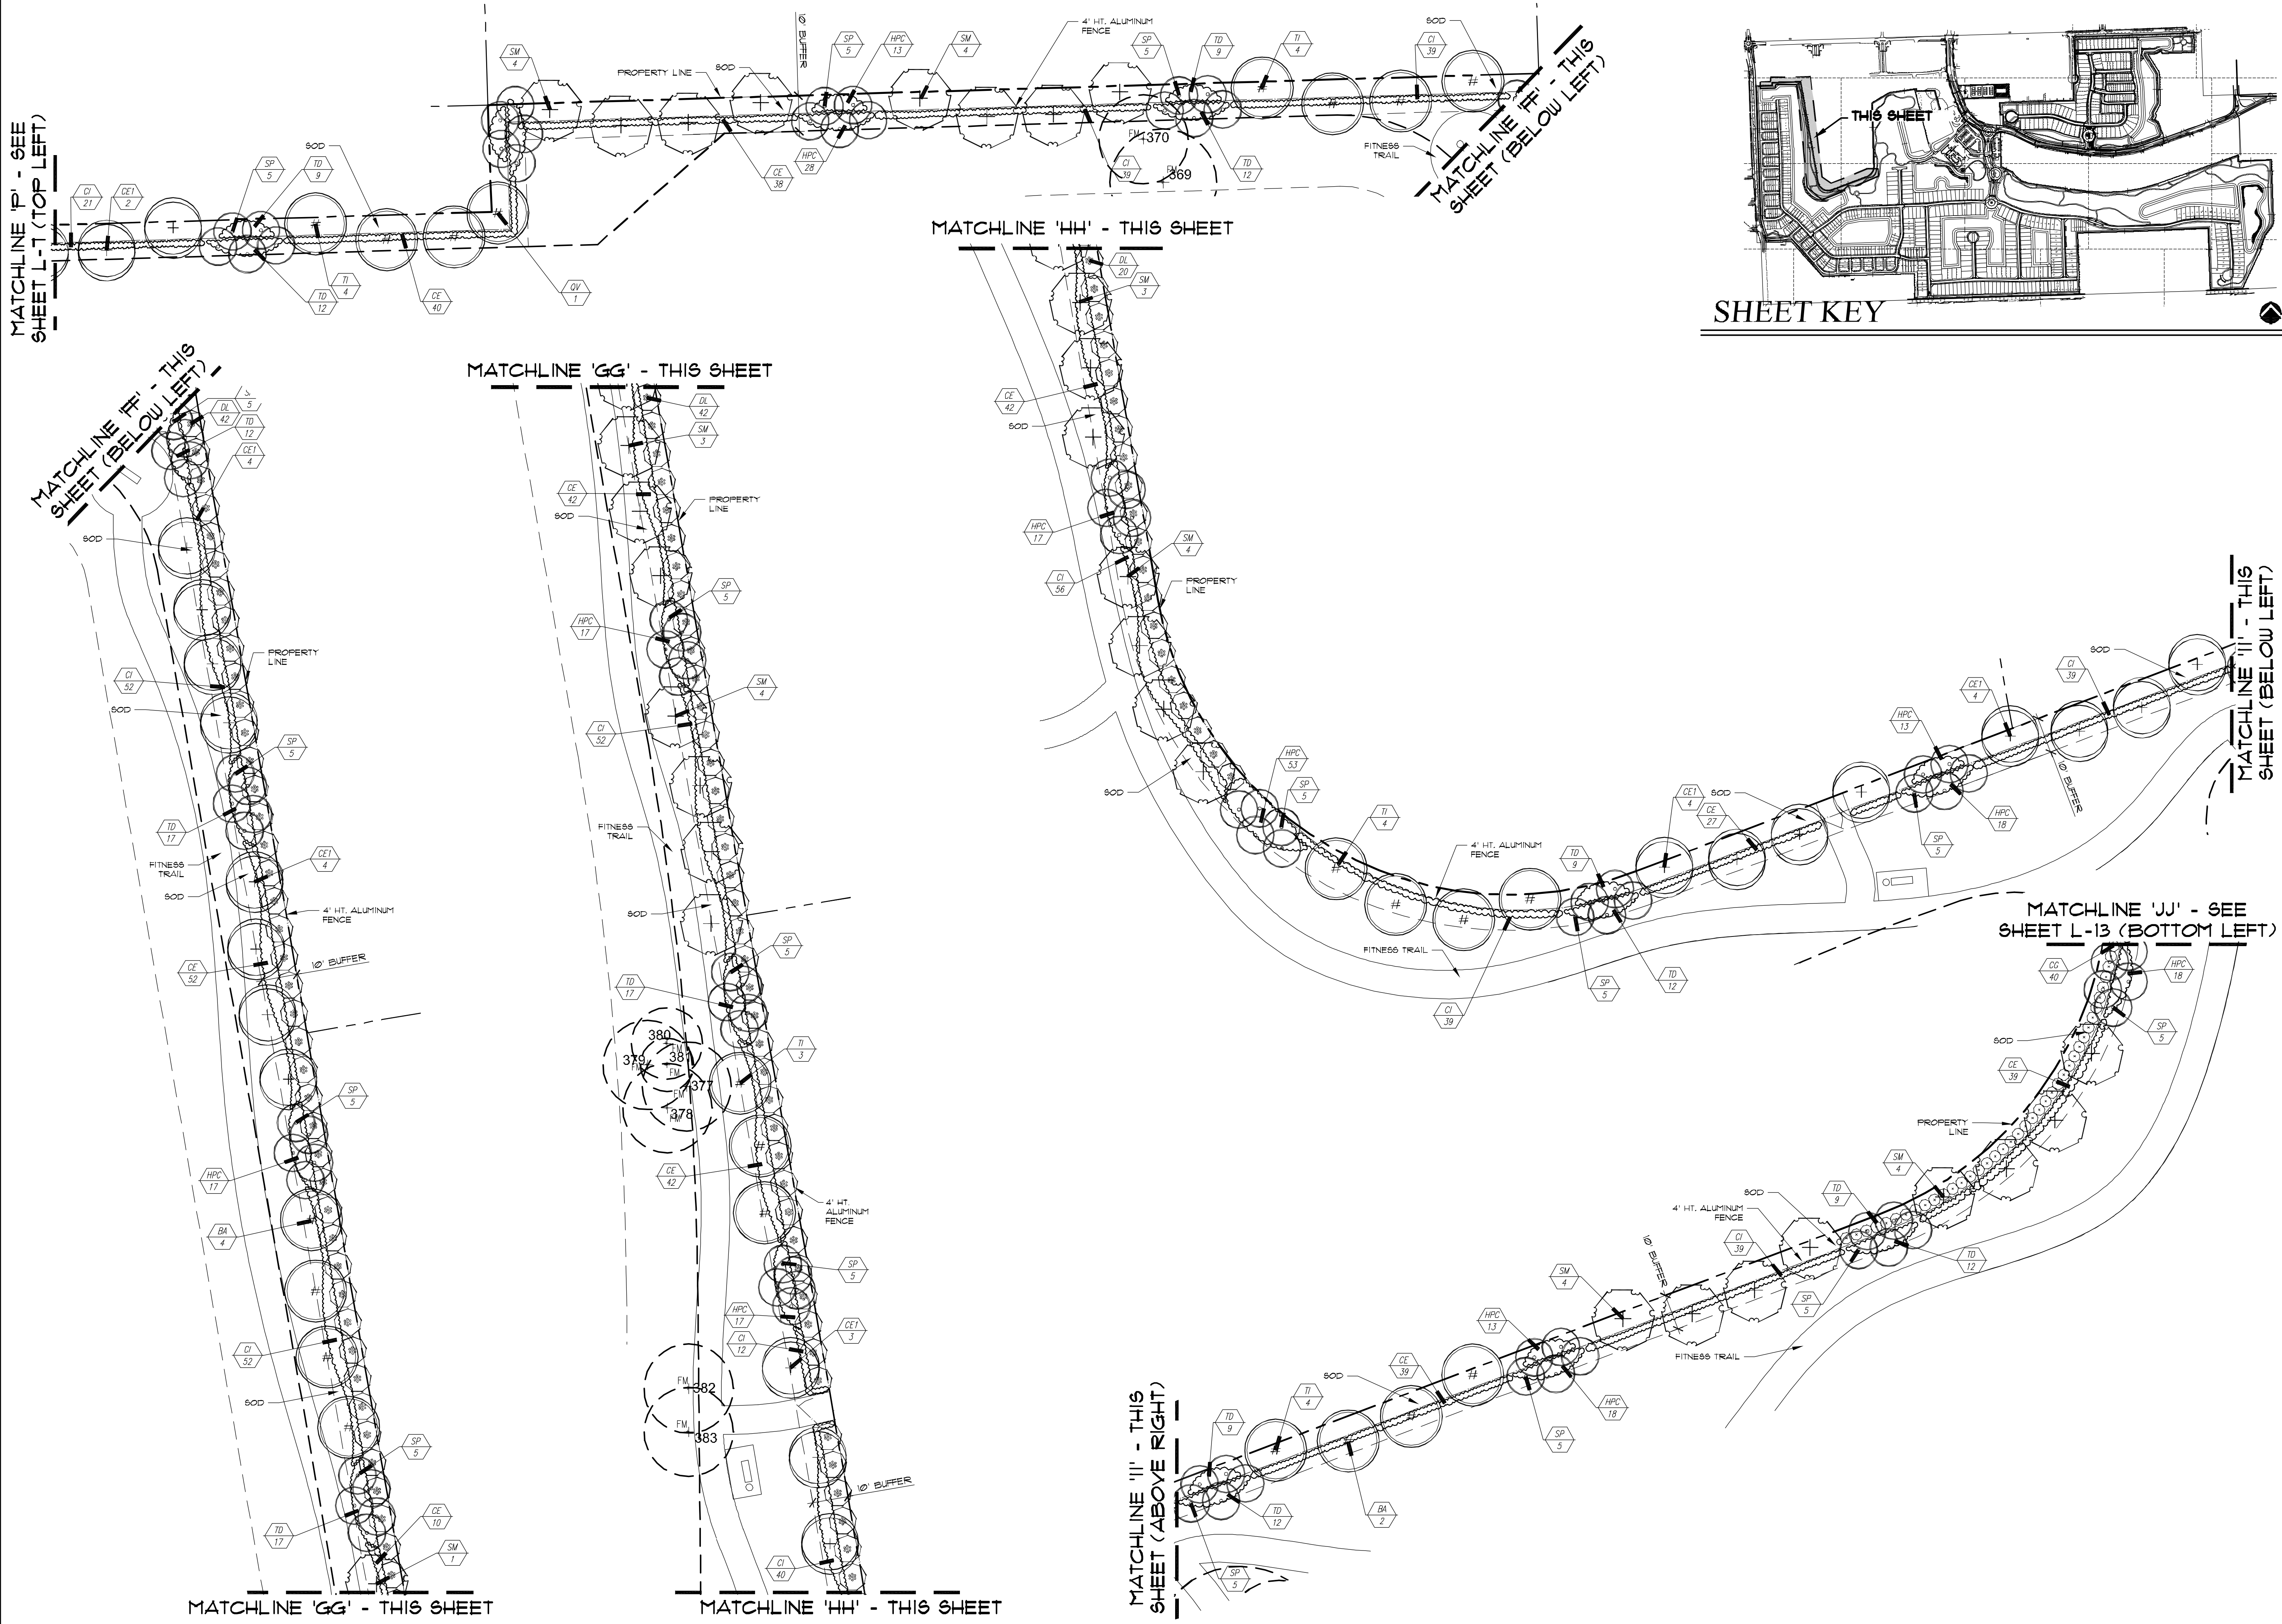 MATCHLINE 'P' - SEE
SHEET L-1 (TOP LEFT)
CI
21
CE1
2
SOD
SP
5
TD
9
TD
12
TI
4
CE
40
QV
1
SM
4
PROPERTY LINE
SOD
10' BUFFER
SP
5
HPC
13
SM
4
4' HT. ALUMINUM
FENCE
CE
38
HPC
28
SP
5
TD
9
TI
4
CI
39
SOD
FM
370
FM
369
CI
39
TD
12
FITNESS
TRAIL
MATCHLINE 'FF' - THIS
SHEET (BELOW LEFT)
THIS SHEET
SHEET KEY
MATCHLINE 'FF' - THIS
SHEET (BELOW LEFT)
5
DL
42
TD
12
CE1
4
SOD
PROPERTY
LINE
CI
52
SOD
SP
5
TD
17
FITNESS
TRAIL
SOD
CE1
4
4' HT. ALUMINUM
FENCE
CE
52
10' BUFFER
SP
5
HPC
17
BA
4
CI
52
SOD
SP
5
TD
17
CE
10
SM
1
MATCHLINE 'GG' - THIS SHEET
MATCHLINE 'GG' - THIS SHEET
DL
42
SM
3
CE
42
SOD
PROPERTY
LINE
SP
5
HPC
17
SM
4
CI
52
FITNESS
TRAIL
SOD
SP
5
TD
17
380
FM
379
FM
38
FM
377
FM
378
FM
TI
3
CE
42
4' HT.
ALUMINUM
FENCE
SP
5
HPC
17
CI
12
CE1
3
FM
382
FM
383
10' BUFFER
CI
40
MATCHLINE 'HH' - THIS SHEET
MATCHLINE 'HH' - THIS SHEET
DL
20
SM
3
CE
42
SOD
HPC
17
SM
4
CI
56
PROPERTY
LINE
SOD
HPC
53
SP
5
TI
4
4' HT. ALUMINUM
FENCE
FITNESS TRAIL
CI
39
TD
9
SP
5
TD
12
CE1
4
CE
27
SOD
HPC
13
SP
5
HPC
18
CE1
4
10' BUFFER
CI
39
SOD
MATCHLINE 'II' - THIS
SHEET (BELOW LEFT)
MATCHLINE 'JJ' - SEE
SHEET L-13 (BOTTOM LEFT)
CG
40
HPC
18
SP
5
SOD
CE
39
PROPERTY
LINE
SM
4
TD
9
SOD
4' HT. ALUMINUM
FENCE
CI
39
TD
12
SP
5
10' BUFFER
SM
4
FITNESS TRAIL
HPC
13
HPC
18
SP
5
CE
39
SOD
TI
4
BA
2
TD
9
TD
12
SP
5
MATCHLINE 'II' - THIS
SHEET (ABOVE RIGHT)